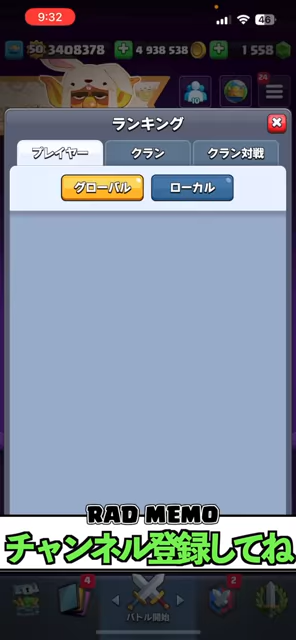 9:32
46
50 3408378
4 938 538
1 558
24
ランキング
プレイヤー
クラン
クラン対戦
グローバル
ローカル
RAD MEMO
チャンネル登録してね
4
2
バトル開始